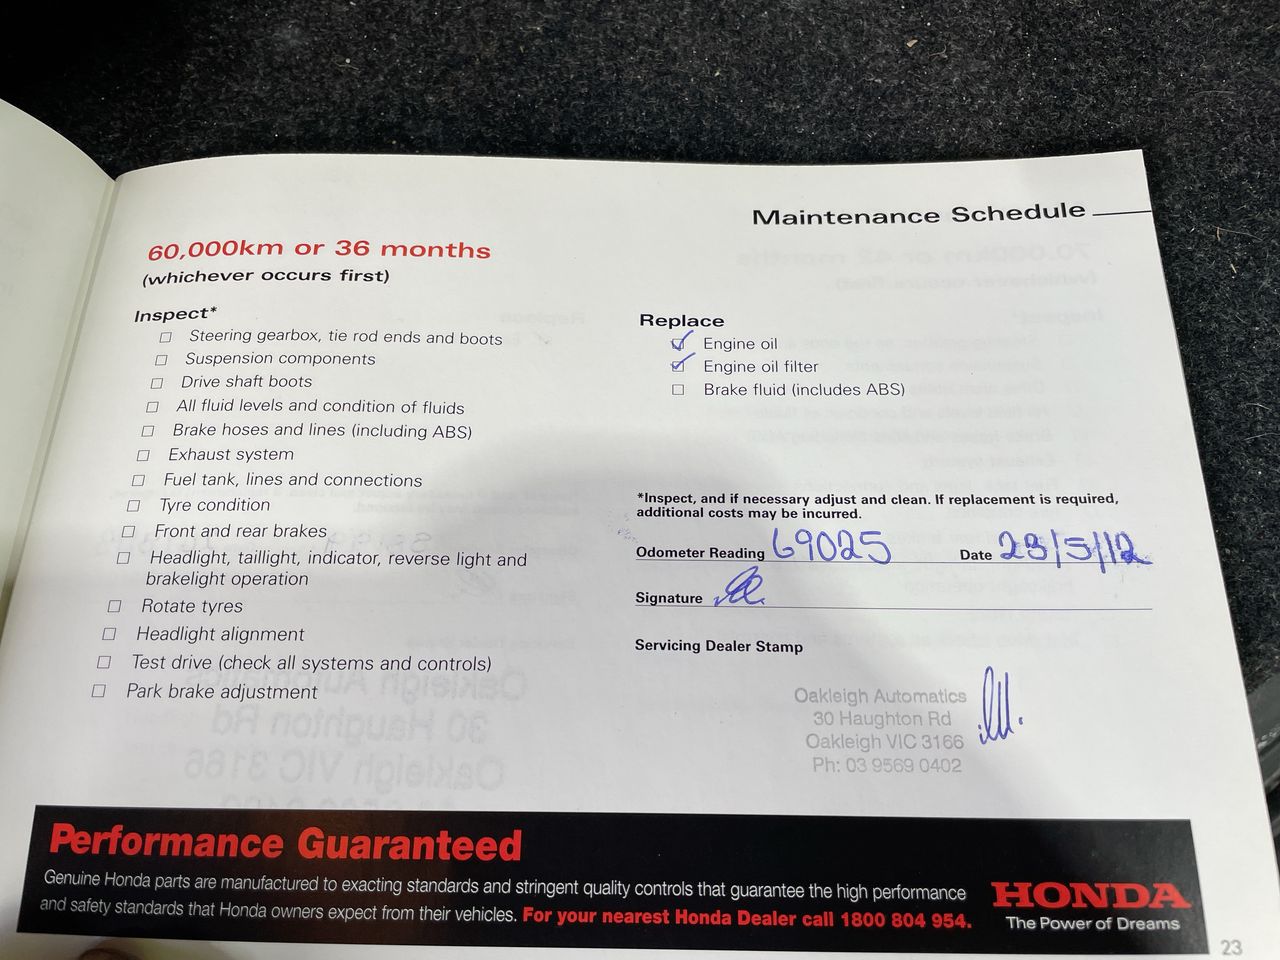 Maintenance Schedule
60,000km or 36 months
(whichever occurs first)
Inspect*
Steering gearbox, tie rod ends and boots
Suspension components
Drive shaft boots
All fluid levels and condition of fluids
Brake hoses and lines (including ABS)
Exhaust system
Fuel tank, lines and connections
Tyre condition
Front and rear brakes
Headlight, taillight, indicator, reverse light and
brakelight operation
Rotate tyres
Headlight alignment
Test drive (check all systems and controls)
Park brake adjustment
Replace
Engine oil
Engine oil filter
Brake fluid (includes ABS)
*Inspect, and if necessary adjust and clean. If replacement is required,
additional costs may be incurred.
Odometer Reading 69025 Date 23/5/12
Signature
Servicing Dealer Stamp
Oakleigh Automatics
30 Haughton Rd
Oakleigh VIC 3166
Ph: 03 9569 0402
Performance Guaranteed
Genuine Honda parts are manufactured to exacting standards and stringent quality controls that guarantee the high performance
and safety standards that Honda owners expect from their vehicles. For your nearest Honda Dealer call 1800 804 954.
HONDA
The Power of Dreams
23